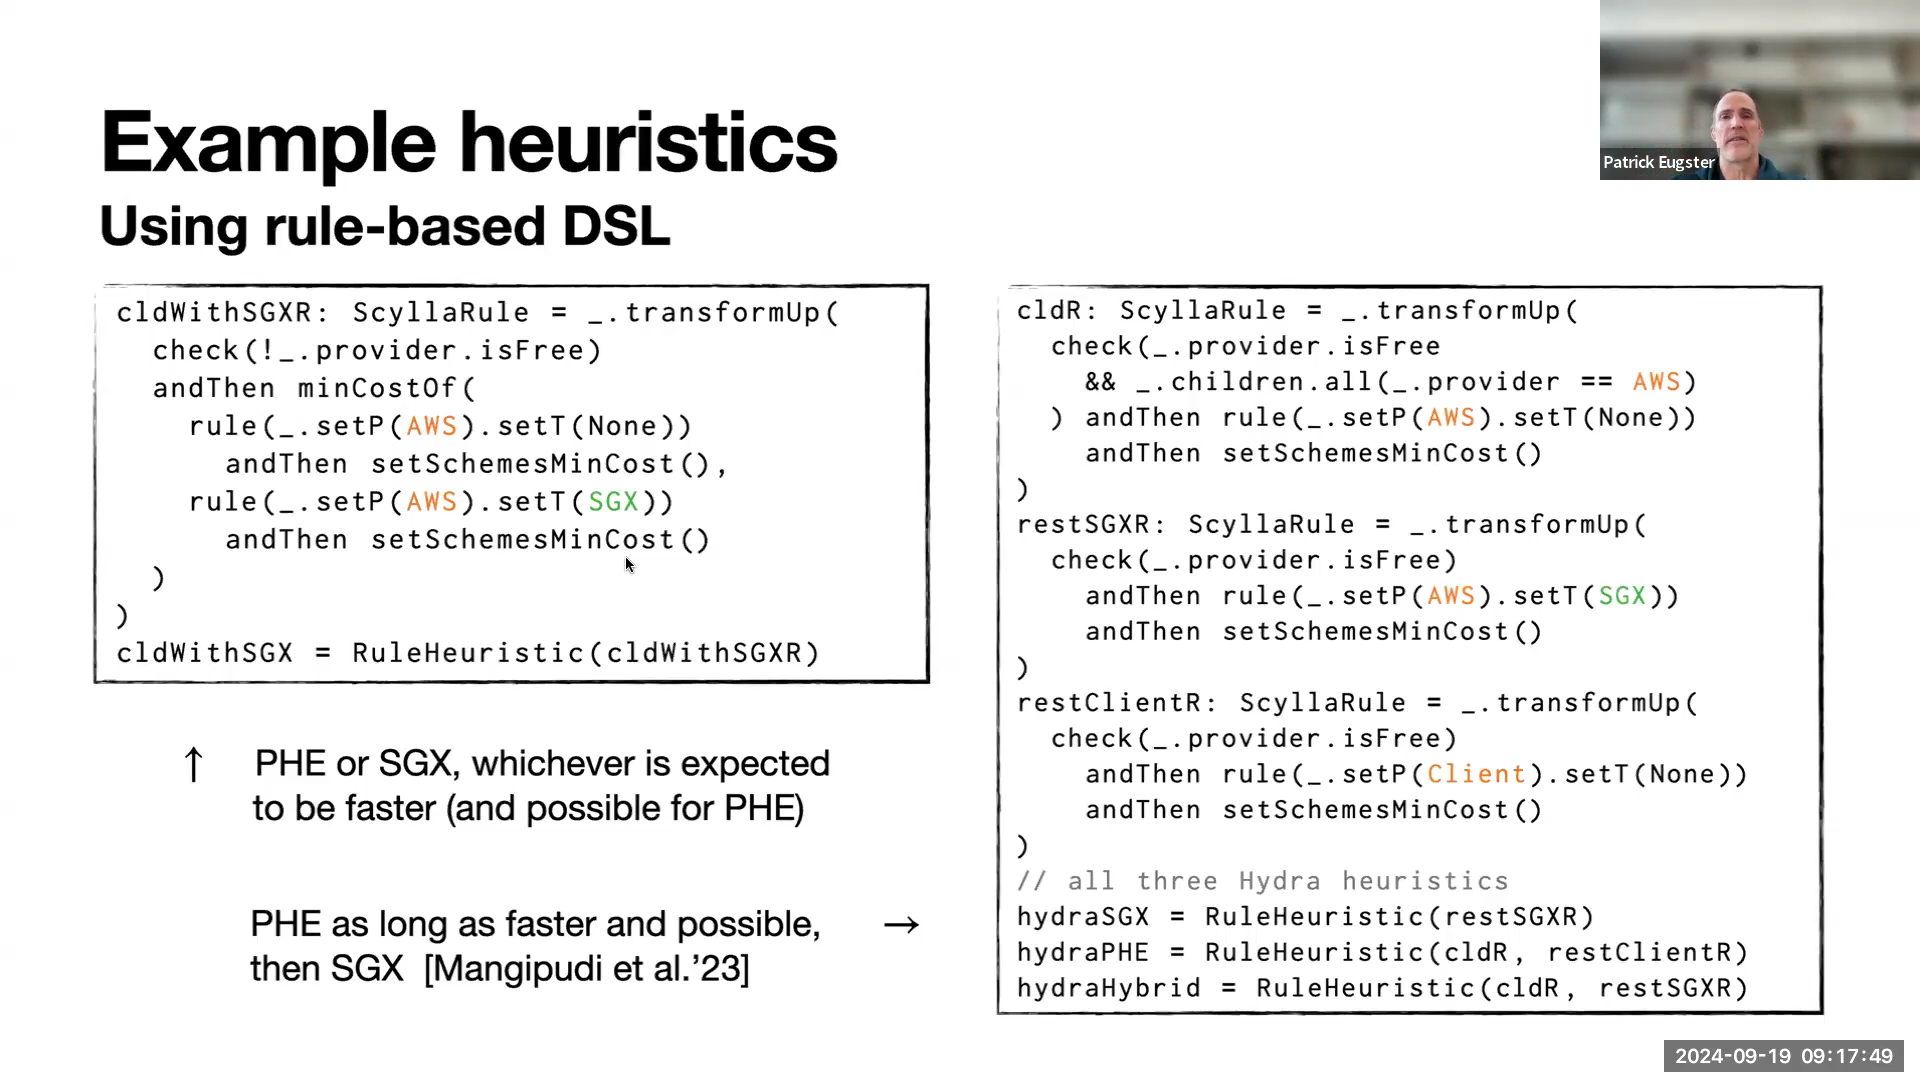 Example heuristics
Using rule-based DSL
Patrick Eugster
cldWithSGXR: ScyllaRule = _.transformUp(
check(!_.provider.isFree)
andThen minCostOf(
rule(_.setP(AWS).setT(None))
andThen setSchemesMinCost(),
rule(_.setP(AWS).setT(SGX))
andThen setSchemesMinCost()
)
)
cldWithSGX = RuleHeuristic(cldWithSGXR)
↑ PHE or SGX, whichever is expected
to be faster (and possible for PHE)
PHE as long as faster and possible, →
then SGX [Mangipudi et al.’23]
cldR: ScyllaRule = _.transformUp(
check(_.provider.isFree
&& _.children.all(_.provider == AWS)
) andThen rule(_.setP(AWS).setT(None))
andThen setSchemesMinCost()
)
restSGXR: ScyllaRule = _.transformUp(
check(_.provider.isFree)
andThen rule(_.setP(AWS).setT(SGX))
andThen setSchemesMinCost()
)
restClientR: ScyllaRule = _.transformUp(
check(_.provider.isFree)
andThen rule(_.setP(Client).setT(None))
andThen setSchemesMinCost()
)
// all three Hydra heuristics
hydraSGX = RuleHeuristic(restSGXR)
hydraPHE = RuleHeuristic(cldR, restClientR)
hydraHybrid = RuleHeuristic(cldR, restSGXR)
2024-09-19 09:17:49